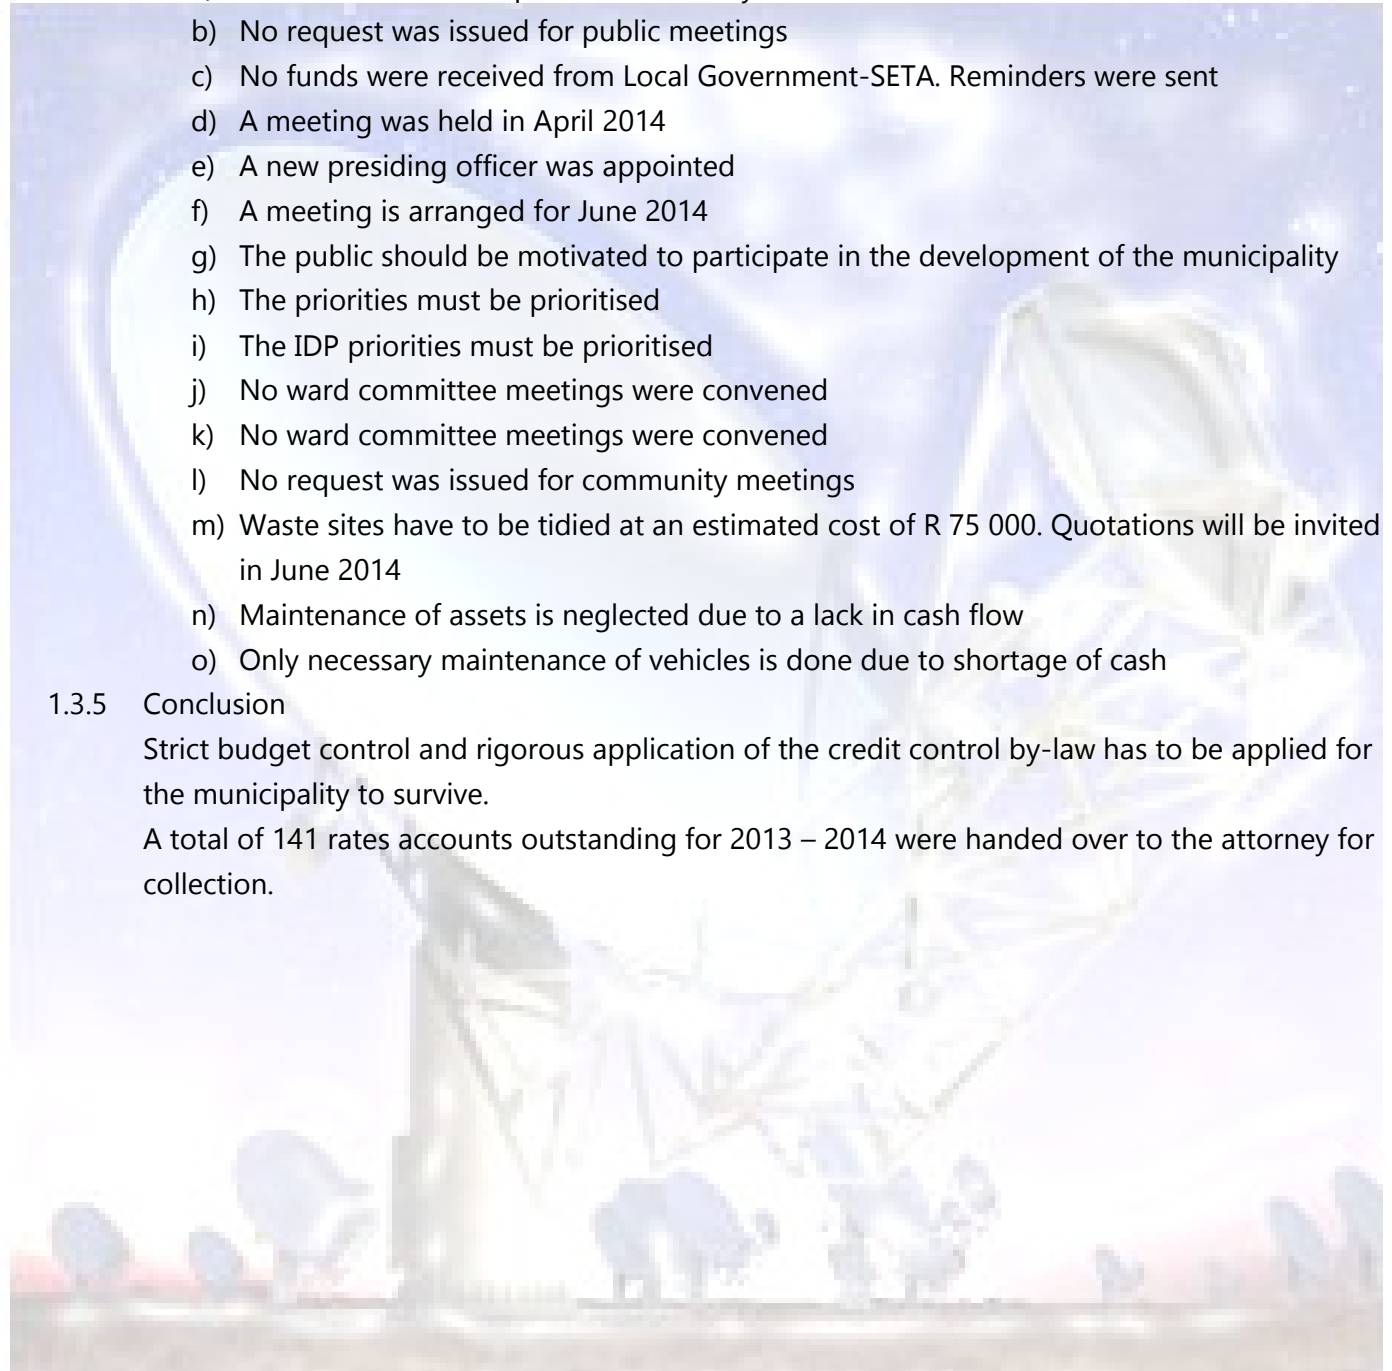 b) No request was issued for public meetings
c) No funds were received from Local Government-SETA. Reminders were sent
d) A meeting was held in April 2014
e) A new presiding officer was appointed
f) A meeting is arranged for June 2014
g) The public should be motivated to participate in the development of the municipality
h) The priorities must be prioritised
i) The IDP priorities must be prioritised
j) No ward committee meetings were convened
k) No ward committee meetings were convened
l) No request was issued for community meetings
m) Waste sites have to be tidied at an estimated cost of R 75 000. Quotations will be invited
in June 2014
n) Maintenance of assets is neglected due to a lack in cash flow
o) Only necessary maintenance of vehicles is done due to shortage of cash
1.3.5 Conclusion
Strict budget control and rigorous application of the credit control by-law has to be applied for
the municipality to survive.
A total of 141 rates accounts outstanding for 2013 – 2014 were handed over to the attorney for
collection.